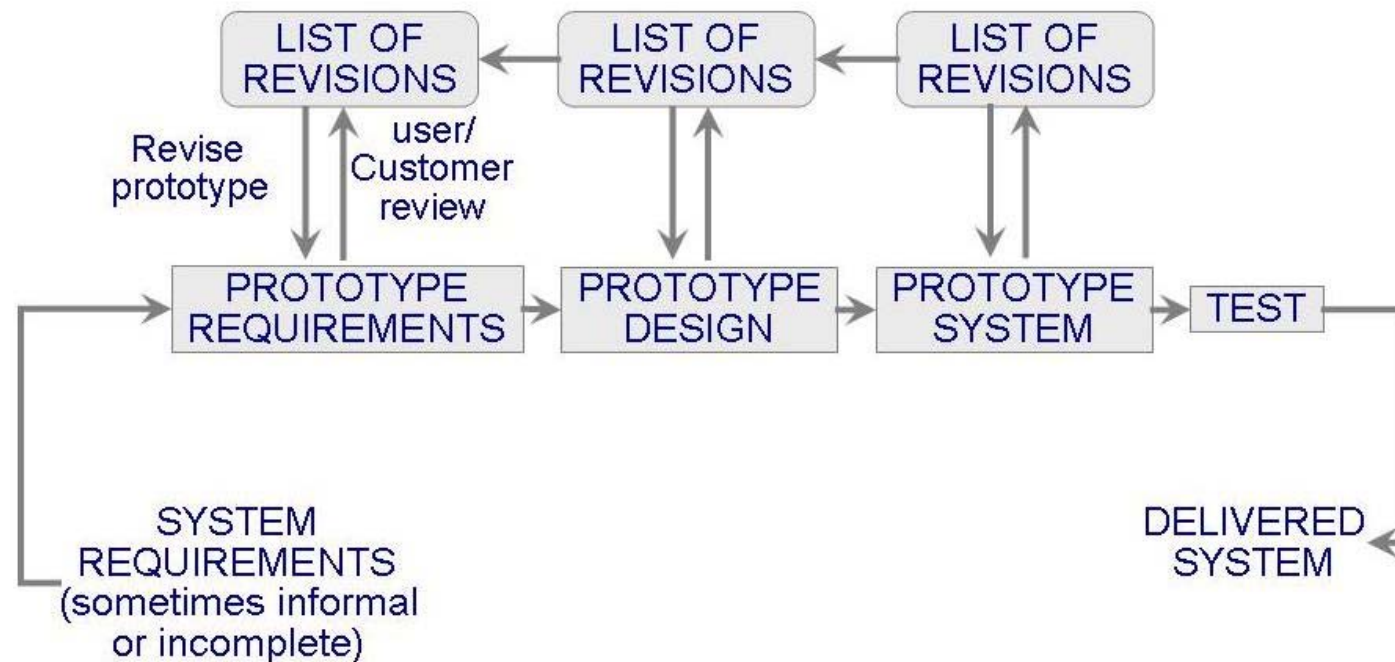 LIST OF
REVISIONS
LIST OF
REVISIONS
LIST OF
REVISIONS
Revise
prototype
user/
Customer
review
PROTOTYPE
REQUIREMENTS
PROTOTYPE
DESIGN
PROTOTYPE
SYSTEM
TEST
SYSTEM
REQUIREMENTS
(sometimes informal
or incomplete)
DELIVERED
SYSTEM